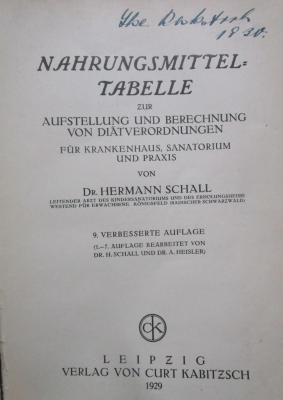 1930.
NAHRUNGSMITTEL-
TABELLE
ZUR
AUFSTELLUNG UND BERECHNUNG
VON DIÄTVERORDNUNGEN
FÜR KRANKENHAUS, SANATORIUM
UND PRAXIS
VON
DR. HERMANN SCHALL
LEITENDER ARZT DES KINDERSANATORIUMS UND DES ERHOLUNGSHEIMS
WESTEND FÜR ERWACHSENE KÖNIGSFELD (BADISCHER SCHWARZWALD)
9. VERBESSERTE AUFLAGE
(1.–7. AUFLAGE BEARBEITET VON
DR. H. SCHALL UND DR. A. HEISLER)
CK
LEIPZIG
VERLAG VON CURT KABITZSCH
1929